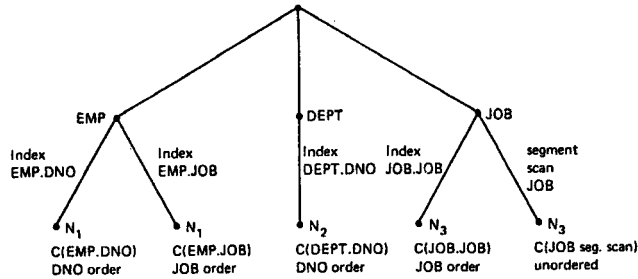 EMP
DEPT
JOB
Index
EMP.DNO
Index
EMP.JOB
Index
DEPT.DNO
Index
JOB.JOB
segment
scan
JOB
N1
C(EMP.DNO)
DNO order
N1
C(EMP.JOB)
JOB order
N2
C(DEPT.DNO)
DNO order
N3
C(JOB.JOB)
JOB order
N3
C(JOB seg. scan)
unordered